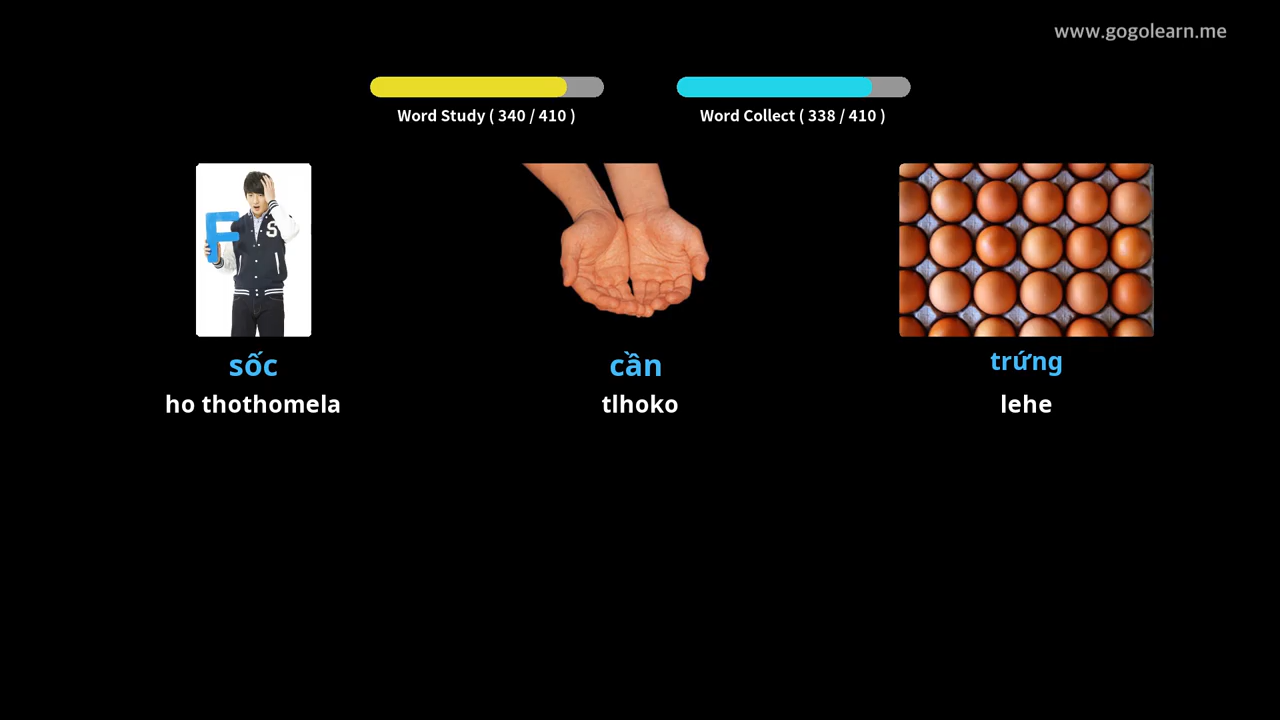 www.gogolearn.me
Word Study ( 340 / 410 )
Word Collect ( 338 / 410 )
F
S
sốc
cần
trứng
ho thothomela
tlhoko
lehe